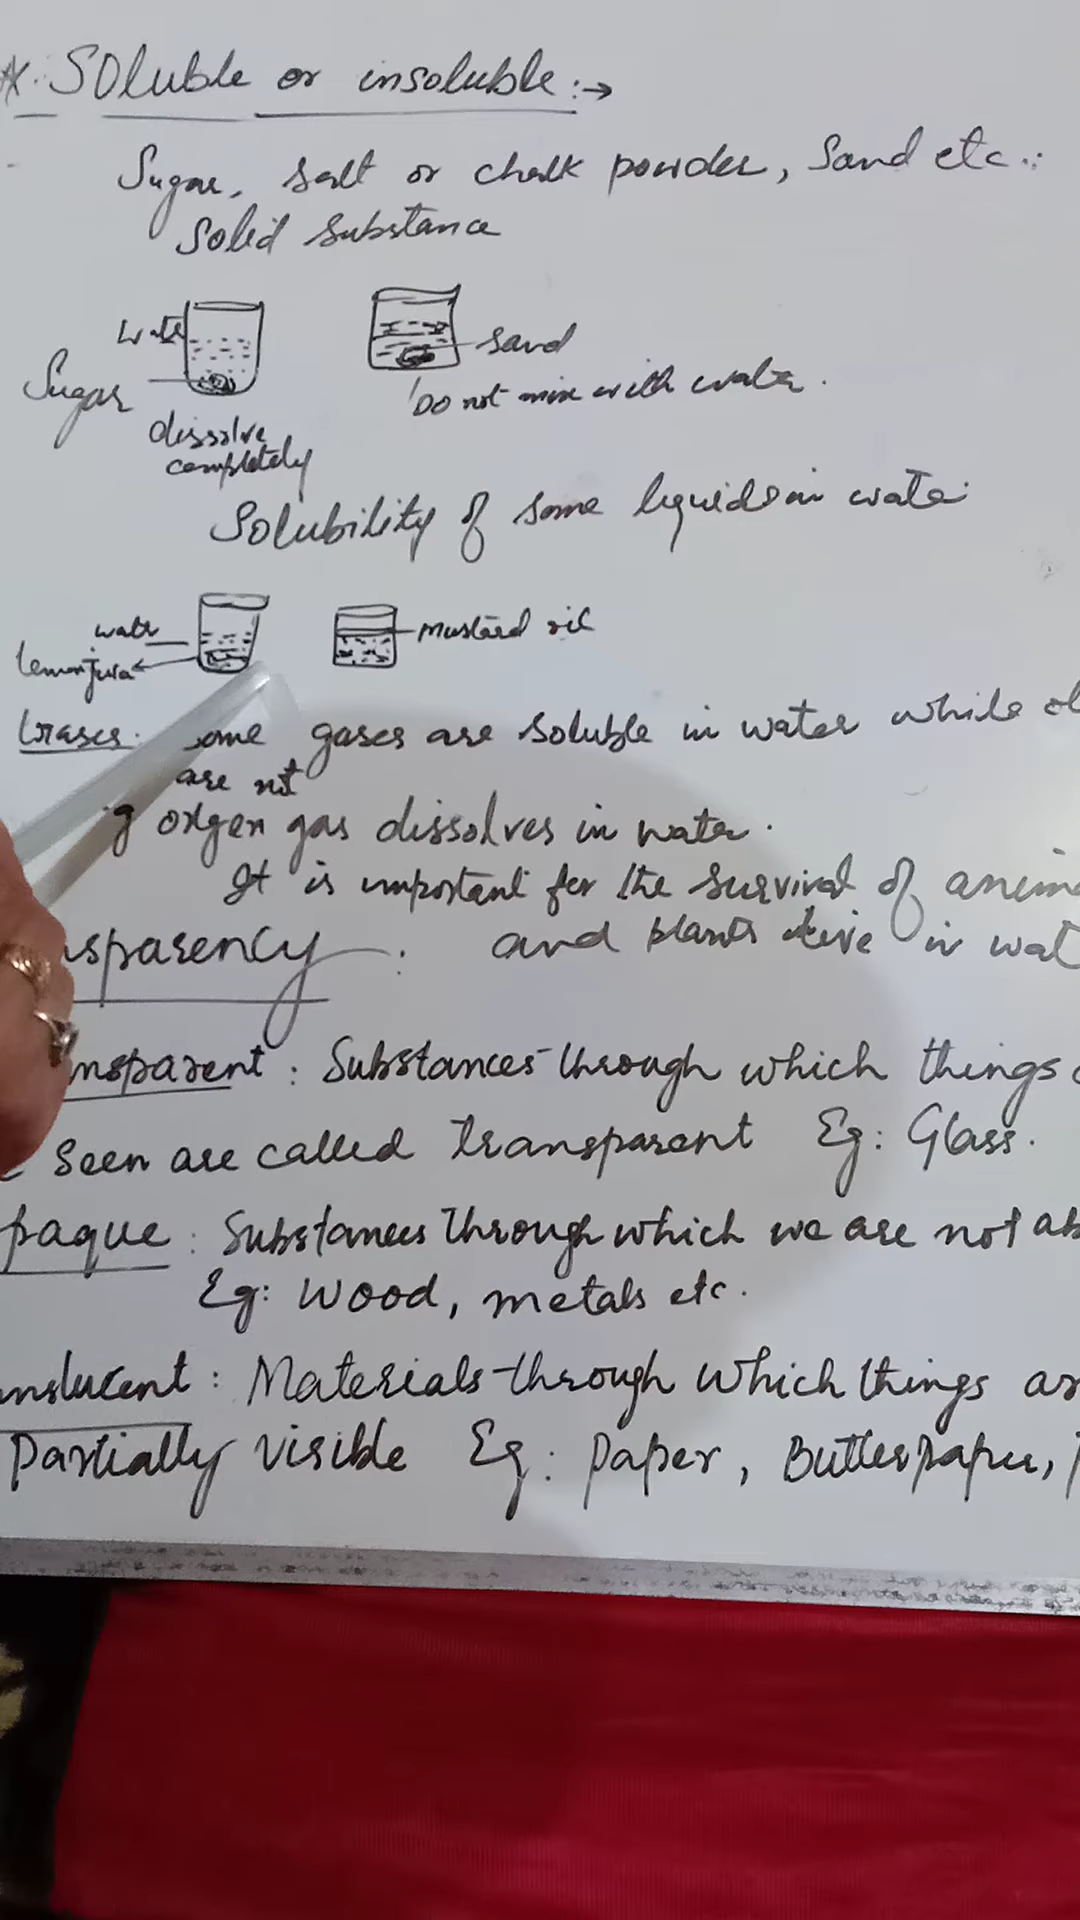 *. Soluble or insoluble :→
Sugar, salt or chalk powder, Sand etc..:
Solid substance
Water
Sugar
dissolve
completely
Sand
Do not mix with water.
Solubility of some liquids in water
water
lemon
Mustard oil
Gases. some gases are soluble in water while
are not
oxgen gas dissolves in water.
It is important for the survival of
nsparency : and plants live in wat
nsparent : Substances through which things
seen are called transparent Eg: Glass.
paque : Substances through which we are not ab
Eg: Wood, metals etc.
nslucent : Materials through which things ar
Partially visible Eg: Paper, Butterpaper,